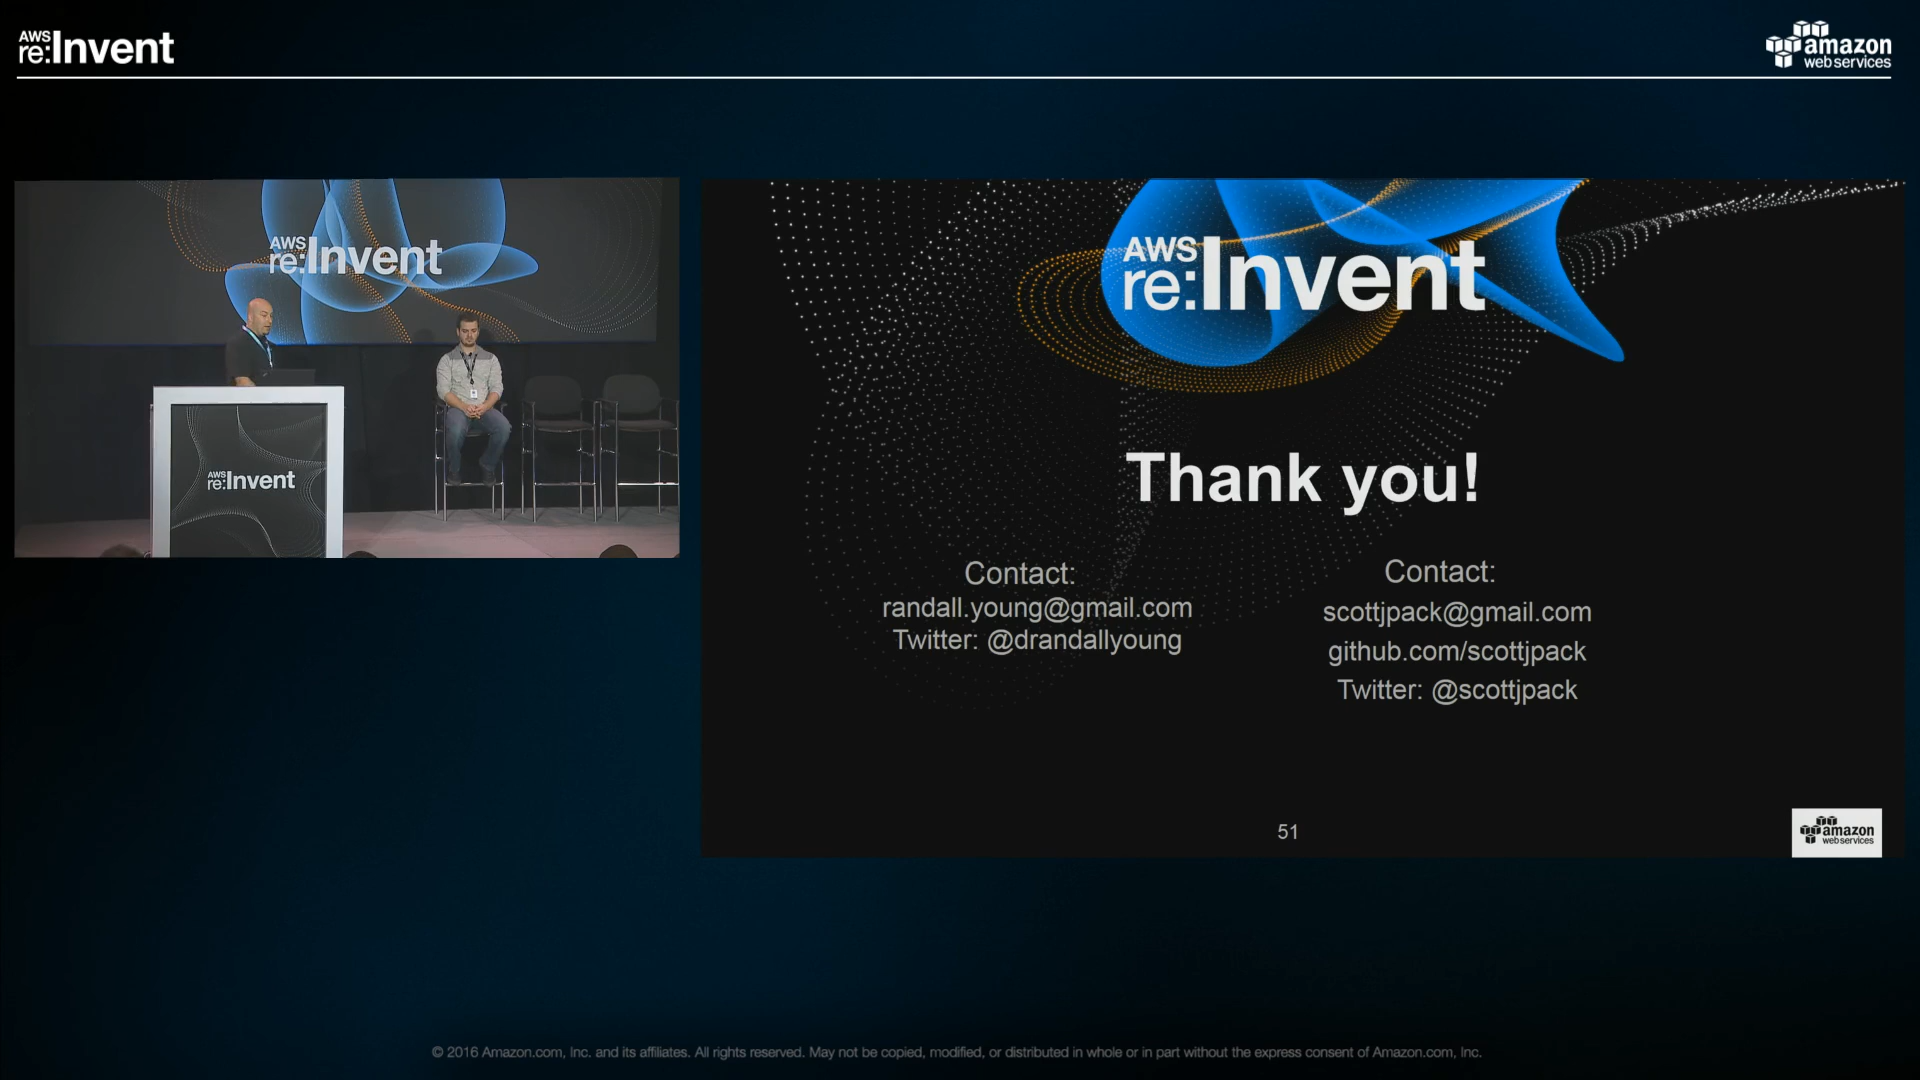 AWS
re:Invent
amazon
web services
AWS
re:Invent
AWS
re:Invent
AWS
re:Invent
Thank you!
Contact:
randall.young@gmail.com
Twitter: @drandallyoung
Contact:
scottjpack@gmail.com
github.com/scottjpack
Twitter: @scottjpack
51
amazon
web services
© 2016 Amazon.com, Inc. and its affiliates. All rights reserved. May not be copied, modified, or distributed in whole or in part without the express consent of Amazon.com, Inc.